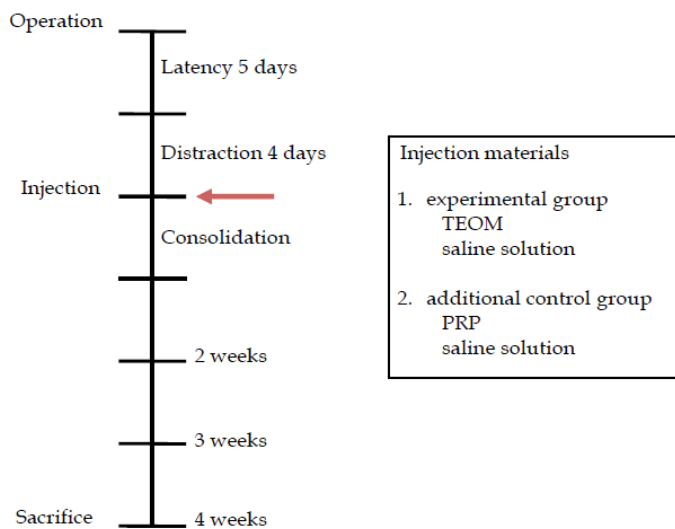 Operation
Latency 5 days
Distraction 4 days
Injection
Consolidation
2 weeks
3 weeks
Sacrifice
4 weeks
Injection materials
1. experimental group
TEOM
saline solution
2. additional control group
PRP
saline solution